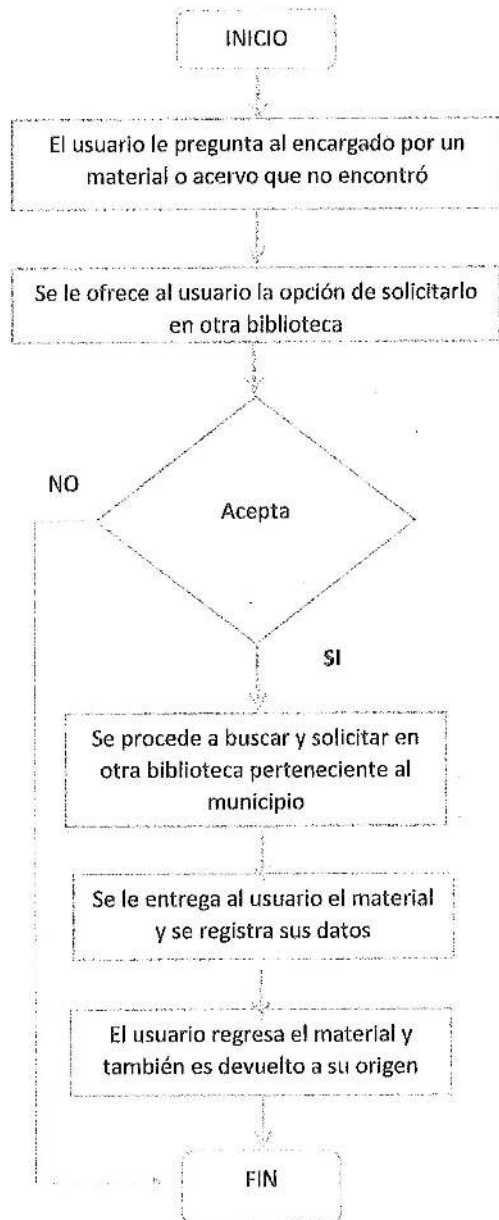 INICIO
El usuario le pregunta al encargado por un
material o acervo que no encontró
Se le ofrece al usuario la opción de solicitarlo
en otra biblioteca
NO
Acepta
SI
Se procede a buscar y solicitar en
otra biblioteca perteneciente al
municipio
Se le entrega al usuario el material
y se registra sus datos
El usuario regresa el material y
también es devuelto a su origen
FIN